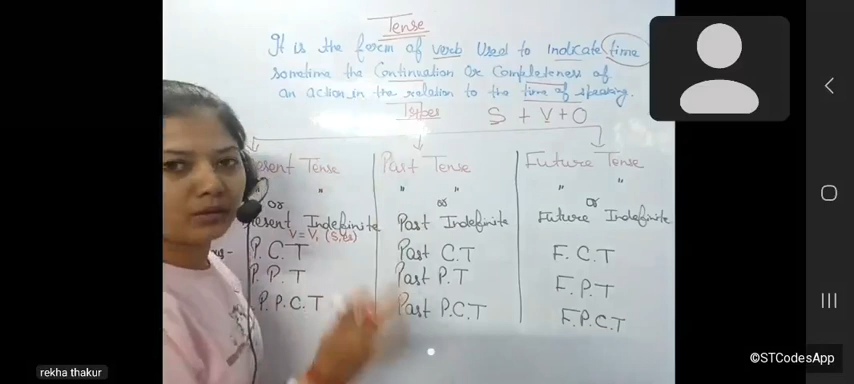 Tense
It is the form of verb used to indicate time
sometime the Continuation Or Completeness of
an action in the relation to the time of speaking.
Types S + V + O
esent Tense Past Tense Future Tense
" " " " "
or or or
esent Indefinite Past Indefinite Future Indefinite
V = V₁ (s, es)
P. C. T Past C. T F. C. T
P. P. T Past P. T F. P. T
P. P. C. T Past P.C.T F.P.C.T
©STCodesApp
rekha thakur